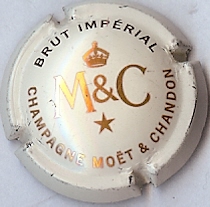 BRUT IMPÉRIAL
M&C
CHAMPAGNE MOËT & CHANDON